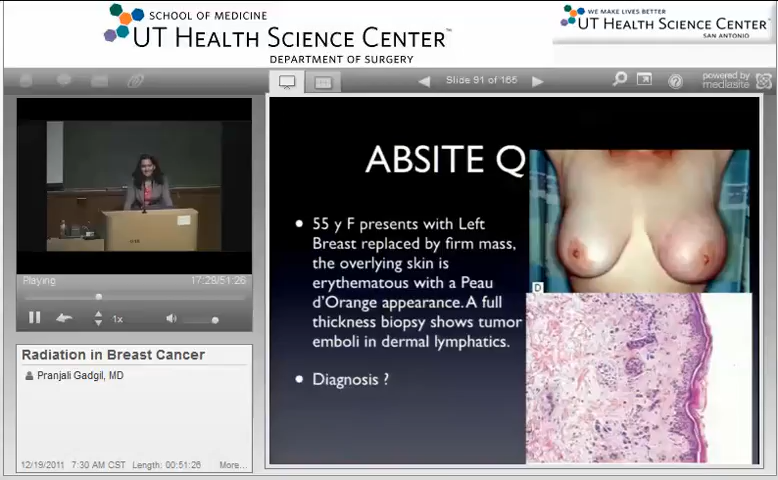 SCHOOL OF MEDICINE
UT HEALTH SCIENCE CENTER™
DEPARTMENT OF SURGERY
WE MAKE LIVES BETTER
UT HEALTH SCIENCE CENTER
SAN ANTONIO
Slide 91 of 165
powered by
mediasite
ABSITE Q
D
• 55 y F presents with Left
Breast replaced by firm mass,
the overlying skin is
erythematous with a Peau
d'Orange appearance. A full
thickness biopsy shows tumor
emboli in dermal lymphatics.
• Diagnosis ?
Playing
17:29/51:26
1x
Radiation in Breast Cancer
Pranjali Gadgil, MD
12/19/2011 7:30 AM CST Length: 00:51:26 More...